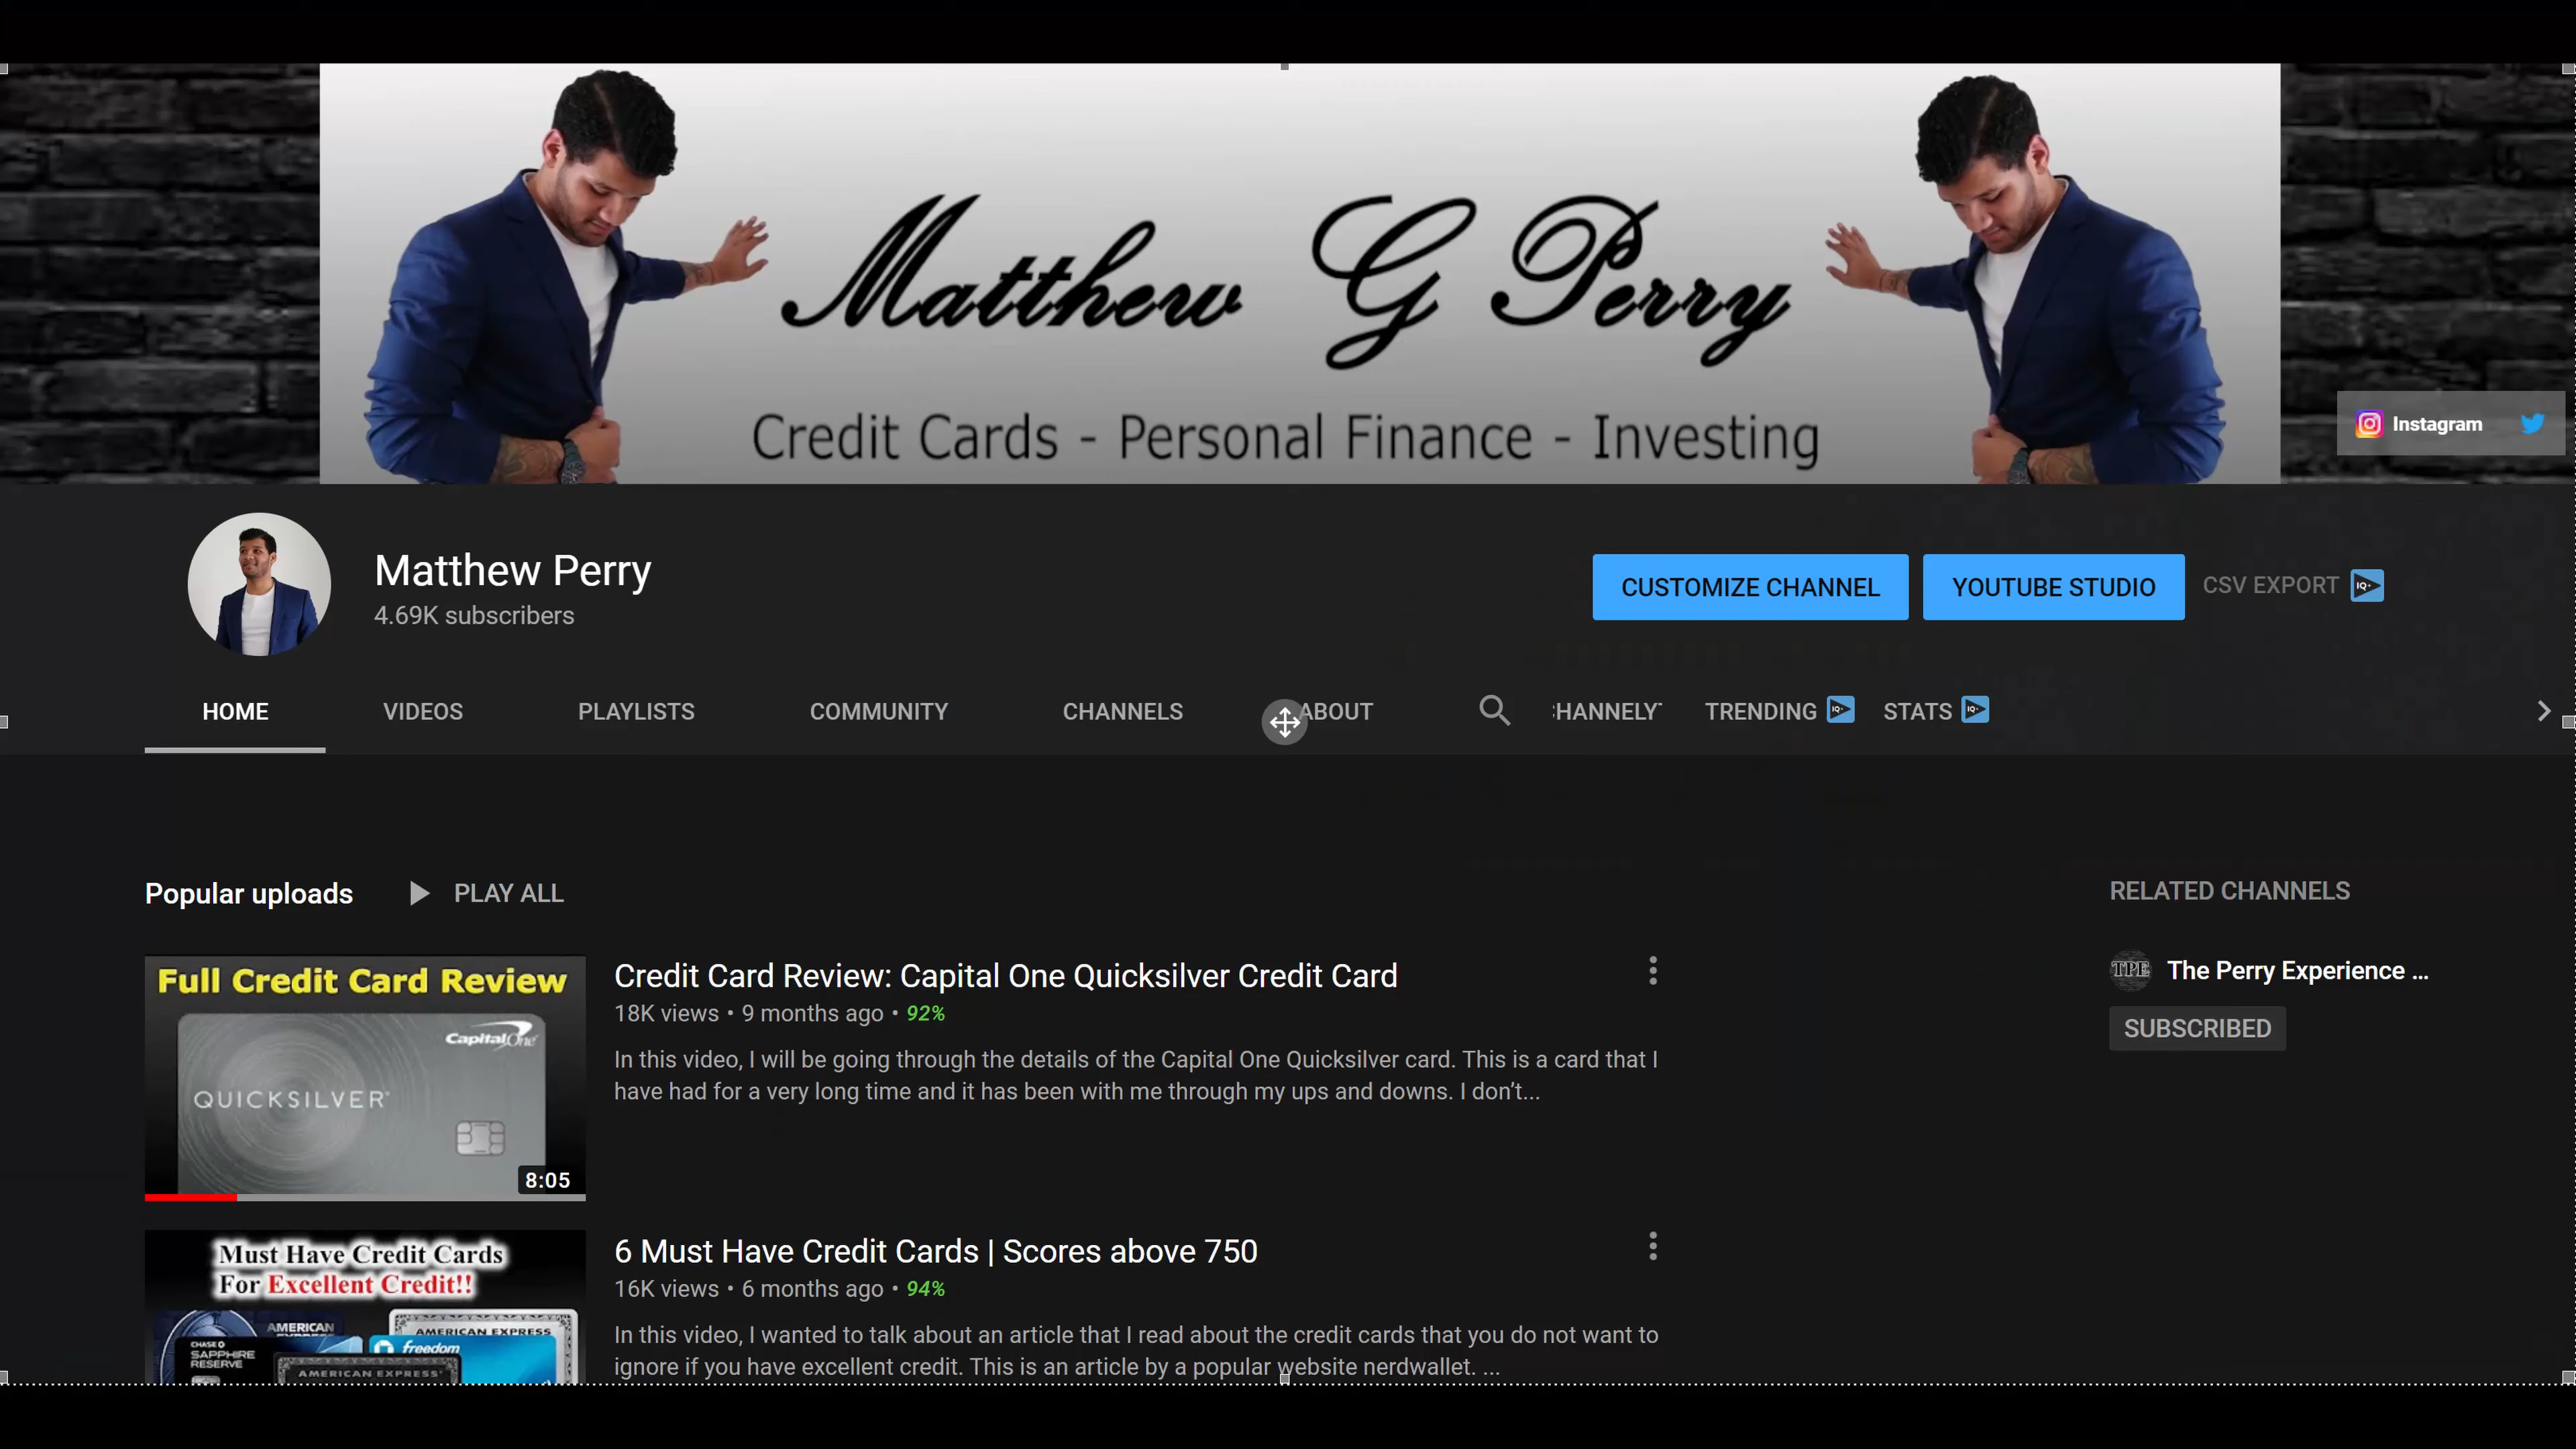 Matthew G Perry
Credit Cards - Personal Finance - Investing
Instagram
Matthew Perry
4.69K subscribers
CUSTOMIZE CHANNEL
YOUTUBE STUDIO
CSV EXPORT
HOME
VIDEOS
PLAYLISTS
COMMUNITY
CHANNELS
ABOUT
TRENDING
STATS
Popular uploads
PLAY ALL
RELATED CHANNELS
The Perry Experience ...
SUBSCRIBED
Full Credit Card Review
Capital One
QUICKSILVER
8:05
Credit Card Review: Capital One Quicksilver Credit Card
18K views • 9 months ago • 92%
In this video, I will be going through the details of the Capital One Quicksilver card. This is a card that I
have had for a very long time and it has been with me through my ups and downs. I don't...
Must Have Credit Cards
For Excellent Credit!!
AMERICAN
AMERICAN EXPRESS
CHASE
SAPPHIRE
RESERVE
freedom
AMERICAN EXPRESS
6 Must Have Credit Cards | Scores above 750
16K views • 6 months ago • 94%
In this video, I wanted to talk about an article that I read about the credit cards that you do not want to
ignore if you have excellent credit. This is an article by a popular website nerdwallet. ...